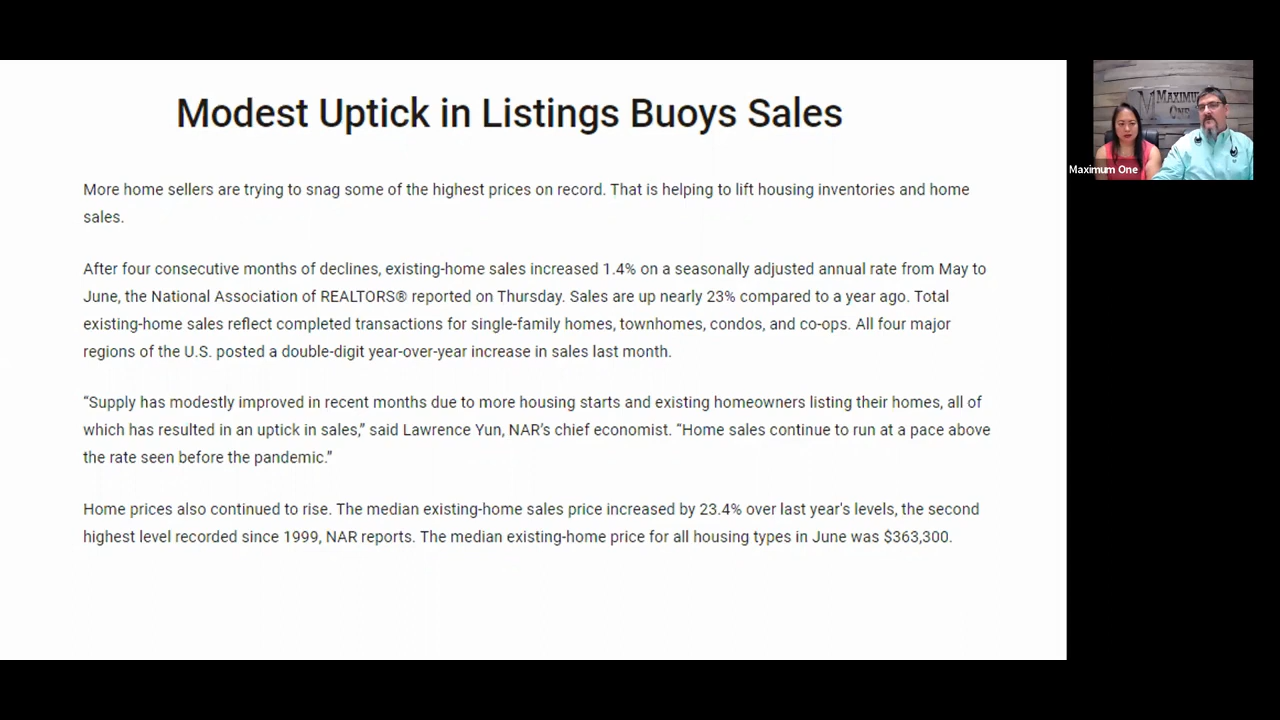 Modest Uptick in Listings Buoys Sales
More home sellers are trying to snag some of the highest prices on record. That is helping to lift housing inventories and home
sales.
After four consecutive months of declines, existing-home sales increased 1.4% on a seasonally adjusted annual rate from May to
June, the National Association of REALTORS® reported on Thursday. Sales are up nearly 23% compared to a year ago. Total
existing-home sales reflect completed transactions for single-family homes, townhomes, condos, and co-ops. All four major
regions of the U.S. posted a double-digit year-over-year increase in sales last month.
“Supply has modestly improved in recent months due to more housing starts and existing homeowners listing their homes, all of
which has resulted in an uptick in sales,” said Lawrence Yun, NAR’s chief economist. “Home sales continue to run at a pace above
the rate seen before the pandemic.”
Home prices also continued to rise. The median existing-home sales price increased by 23.4% over last year's levels, the second
highest level recorded since 1999, NAR reports. The median existing-home price for all housing types in June was $363,300.
Maximum One